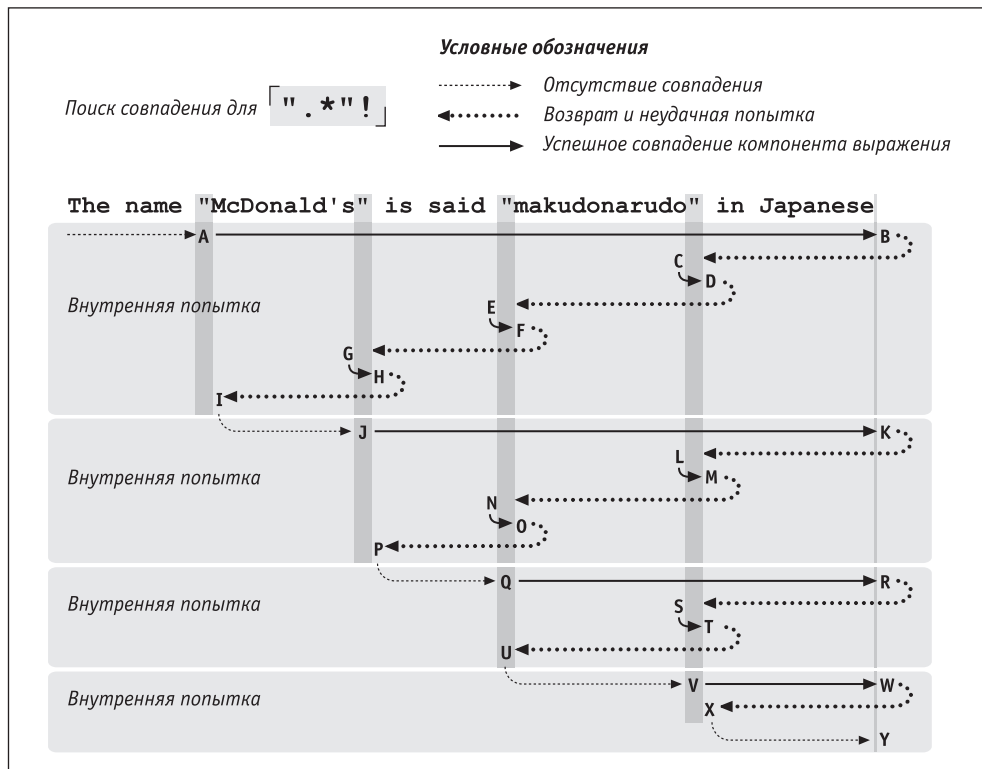 Условные обозначения
Отсутствие совпадения
Поиск совпадения для ".*"!
Возврат и неудачная попытка
Успешное совпадение компонента выражения
The name "McDonald's" is said "makudonarudo" in Japanese
A B
C
D
Внутренняя попытка
E
F
G
H
I
J K
L
Внутренняя попытка
M
N
O
P
Q R
Внутренняя попытка
S
T
U
V W
Внутренняя попытка
X
Y